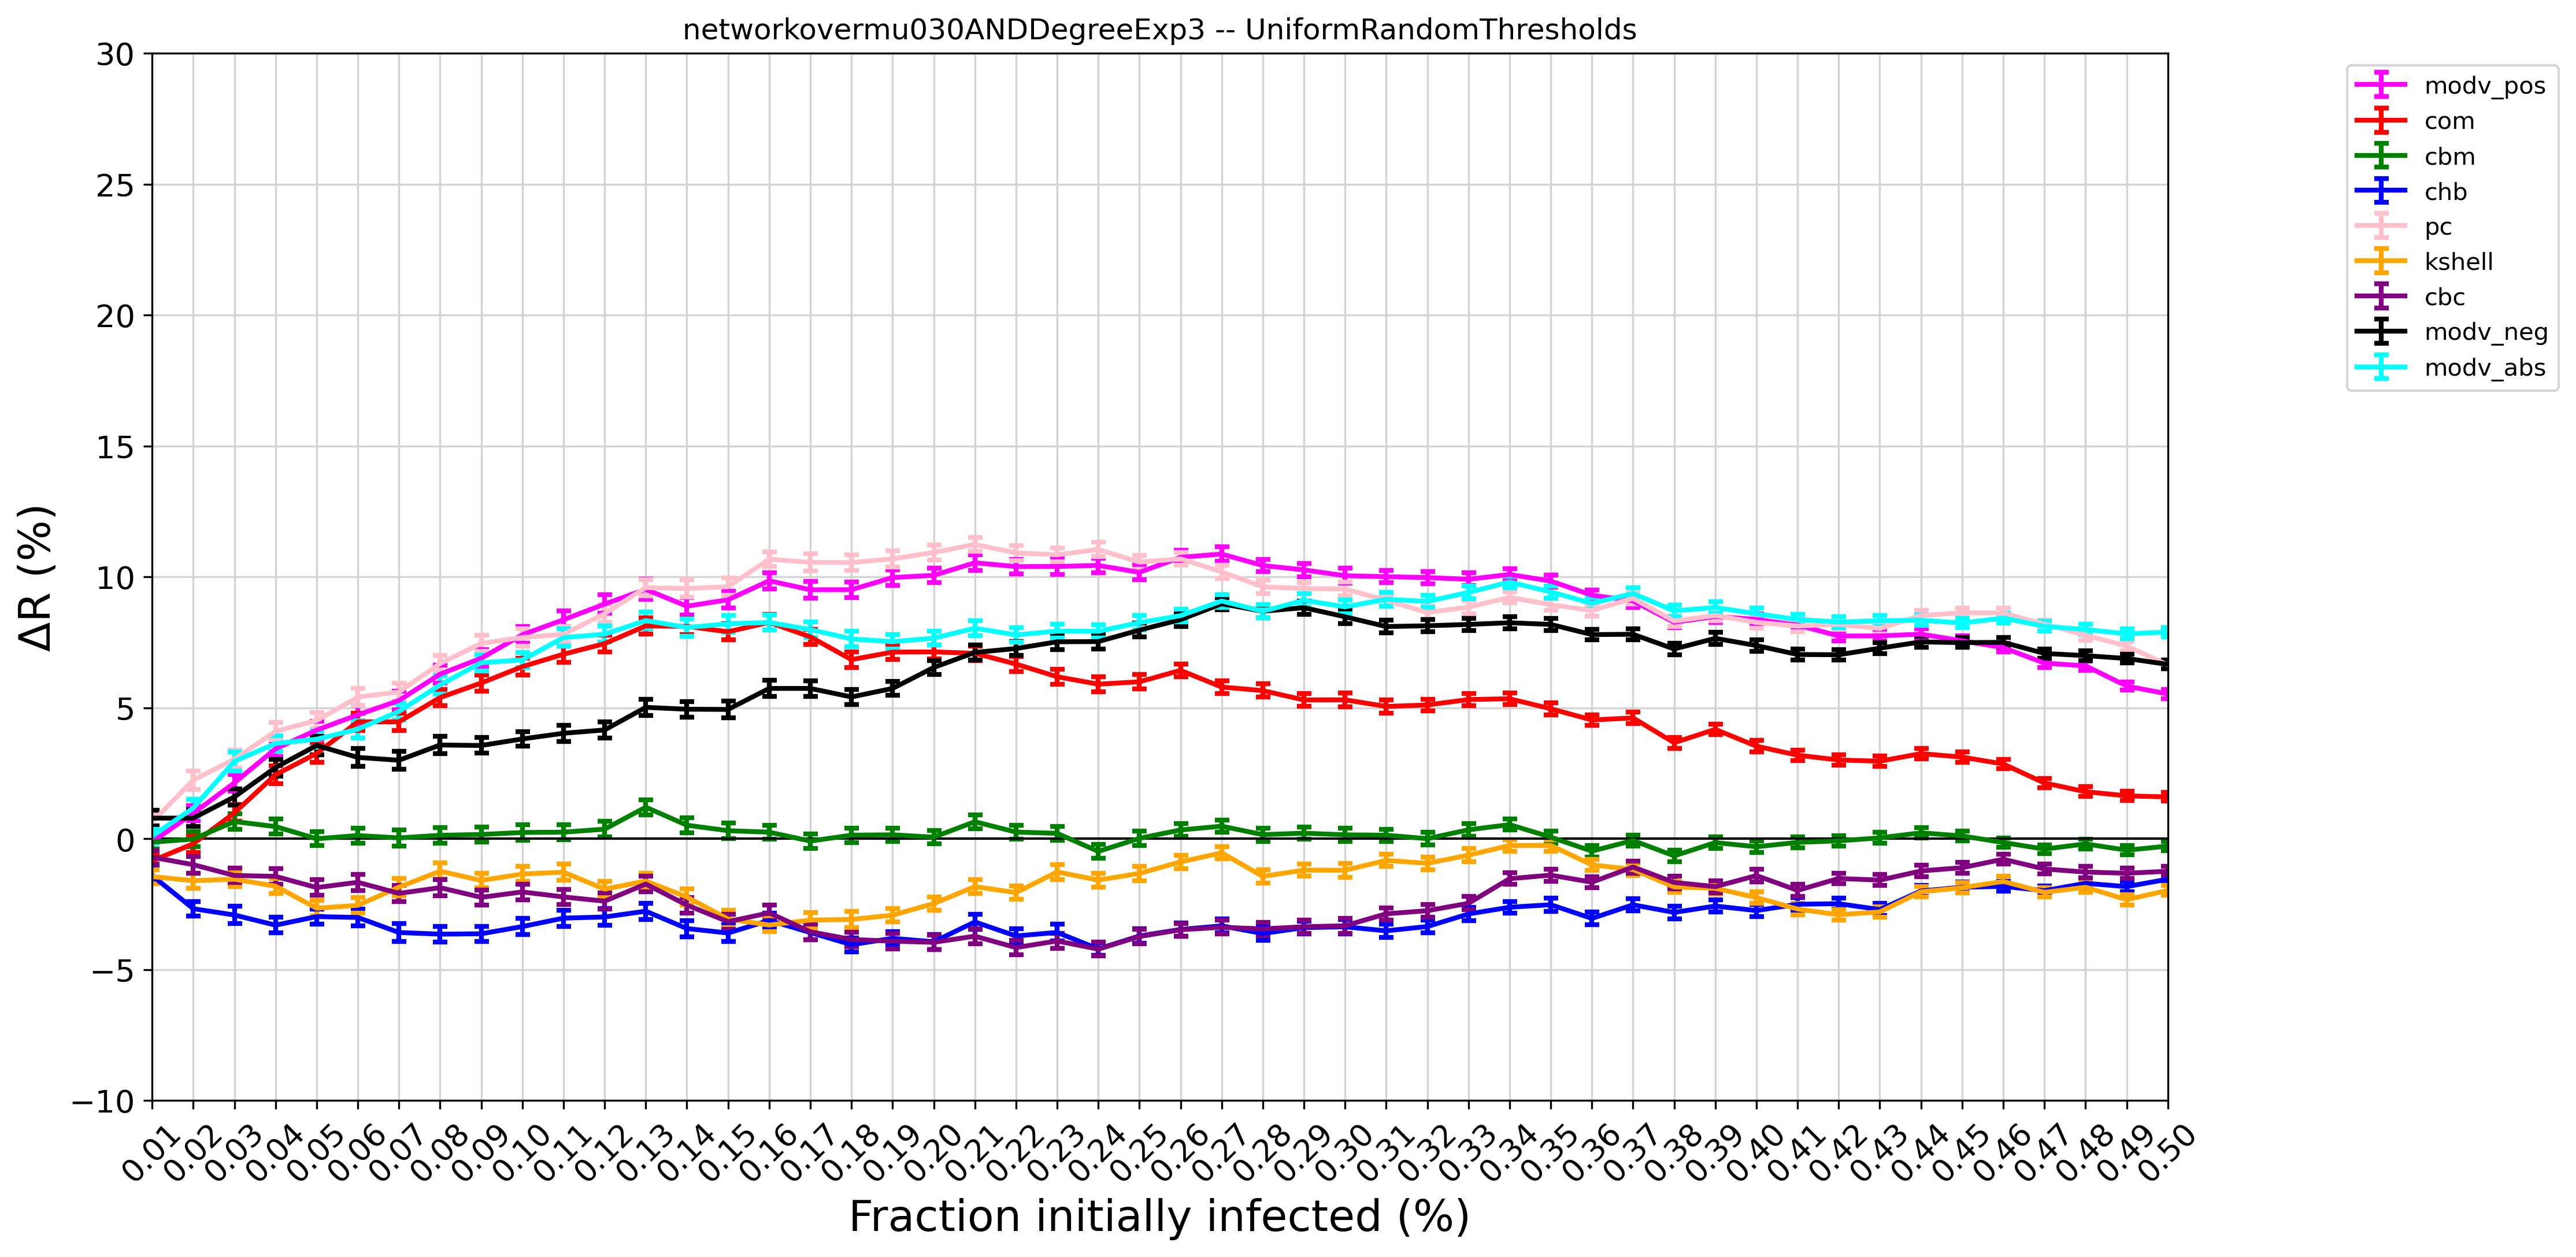 networkovermu030ANDDegreeExp3 -- UniformRandomThresholds
30
25
20
15
10
5
0
−5
−10
ΔR (%)
0.01 0.02 0.03 0.04 0.05 0.06 0.07 0.08 0.09 0.10 0.11 0.12 0.13 0.14 0.15 0.16 0.17 0.18 0.19 0.20 0.21 0.22 0.23 0.24 0.25 0.26 0.27 0.28 0.29 0.30 0.31 0.32 0.33 0.34 0.35 0.36 0.37 0.38 0.39 0.40 0.41 0.42 0.43 0.44 0.45 0.46 0.47 0.48 0.49 0.50
Fraction initially infected (%)
modv_pos
com
cbm
chb
pc
kshell
cbc
modv_neg
modv_abs